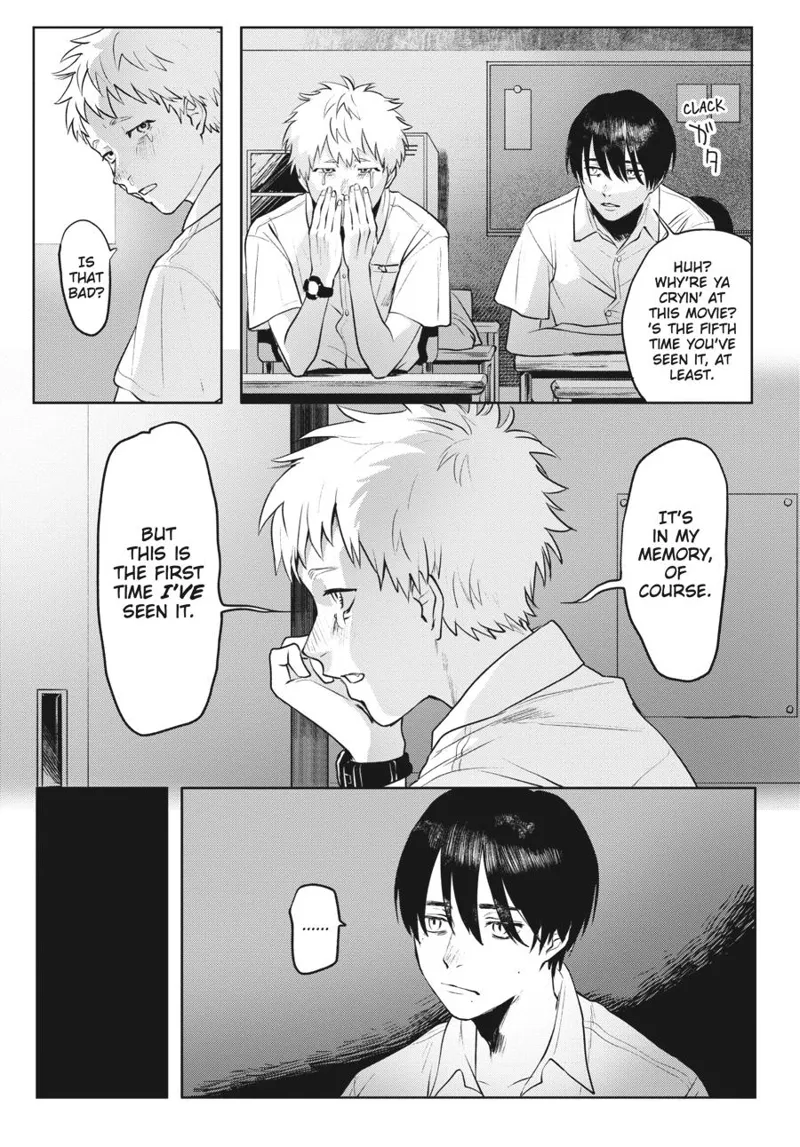 CLACK
ガタ
HUH?
WHY'RE YA
CRYIN' AT
THIS MOVIE?
'S THE FIFTH
TIME YOU'VE
SEEN IT, AT
LEAST.
IS
THAT
BAD?
IT'S
IN MY
MEMORY,
OF
COURSE.
BUT
THIS IS
THE FIRST
TIME I'VE
SEEN IT.
......